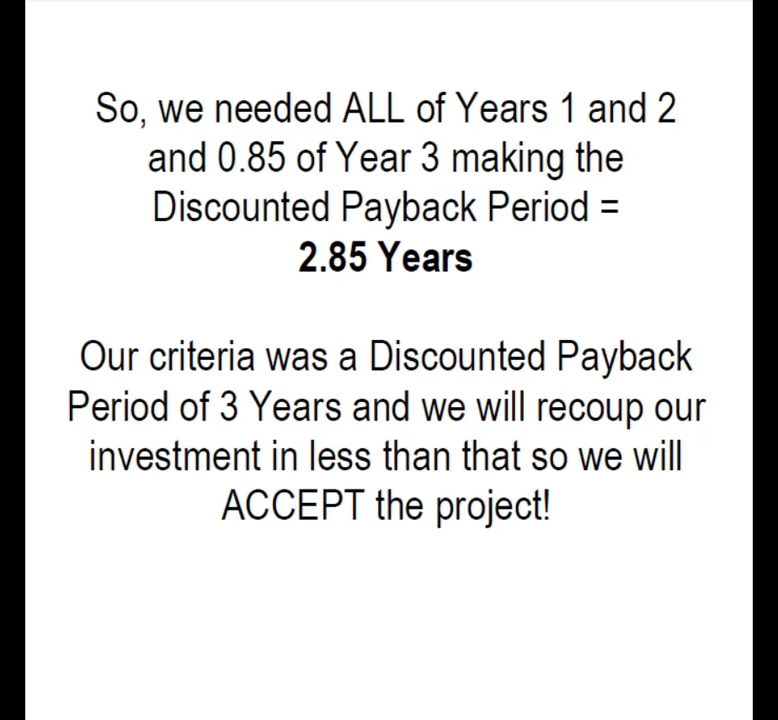 So, we needed ALL of Years 1 and 2
and 0.85 of Year 3 making the
Discounted Payback Period =
2.85 Years
Our criteria was a Discounted Payback
Period of 3 Years and we will recoup our
investment in less than that so we will
ACCEPT the project!